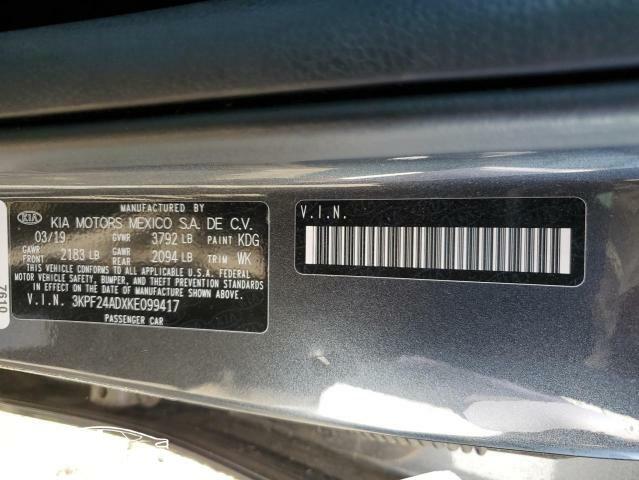 MANUFACTURED BY
KIA KIA MOTORS MEXICO S.A. DE C.V.
03/19 GVWR 3792 LB PAINT KDG
GAWR FRONT 2183 LB GAWR REAR 2094 LB TRIM WK
THIS VEHICLE CONFORMS TO ALL APPLICABLE U.S.A. FEDERAL
MOTOR VEHICLE SAFETY, BUMPER, AND THEFT PREVENTION STANDARDS
IN EFFECT ON THE DATE OF MANUFACTURE SHOWN ABOVE.
V.I.N. 3KPF24ADXKE099417
PASSENGER CAR
V.I.N.
7610